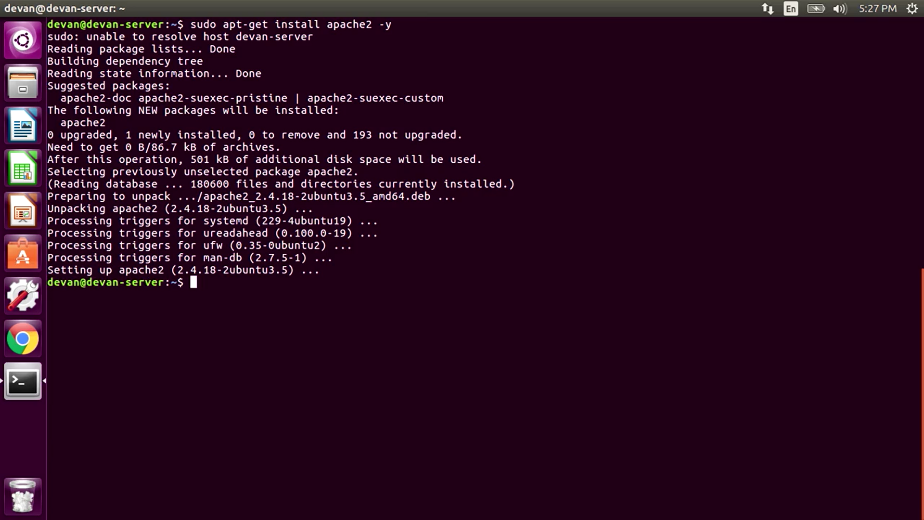 devan@devan-server: ~
En
5:27 PM
devan@devan-server:~$ sudo apt-get install apache2 -y
sudo: unable to resolve host devan-server
Reading package lists... Done
Building dependency tree
Reading state information... Done
Suggested packages:
  apache2-doc apache2-suexec-pristine | apache2-suexec-custom
The following NEW packages will be installed:
  apache2
0 upgraded, 1 newly installed, 0 to remove and 193 not upgraded.
Need to get 0 B/86.7 kB of archives.
After this operation, 501 kB of additional disk space will be used.
Selecting previously unselected package apache2.
(Reading database ... 180600 files and directories currently installed.)
Preparing to unpack .../apache2_2.4.18-2ubuntu3.5_amd64.deb ...
Unpacking apache2 (2.4.18-2ubuntu3.5) ...
Processing triggers for systemd (229-4ubuntu19) ...
Processing triggers for ureadahead (0.100.0-19) ...
Processing triggers for ufw (0.35-0ubuntu2) ...
Processing triggers for man-db (2.7.5-1) ...
Setting up apache2 (2.4.18-2ubuntu3.5) ...
devan@devan-server:~$